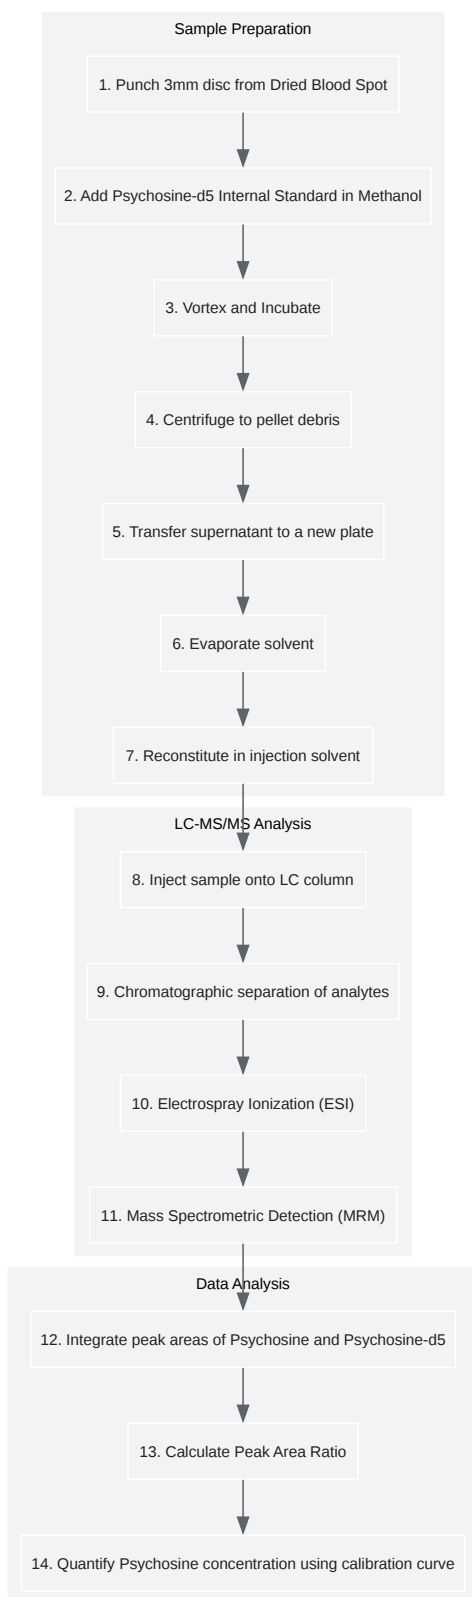 Sample Preparation
1. Punch 3mm disc from Dried Blood Spot
2. Add Psychosine-d5 Internal Standard in Methanol
3. Vortex and Incubate
4. Centrifuge to pellet debris
5. Transfer supernatant to a new plate
6. Evaporate solvent
7. Reconstitute in injection solvent
LC-MS/MS Analysis
8. Inject sample onto LC column
9. Chromatographic separation of analytes
10. Electrospray Ionization (ESI)
11. Mass Spectrometric Detection (MRM)
Data Analysis
12. Integrate peak areas of Psychosine and Psychosine-d5
13. Calculate Peak Area Ratio
14. Quantify Psychosine concentration using calibration curve